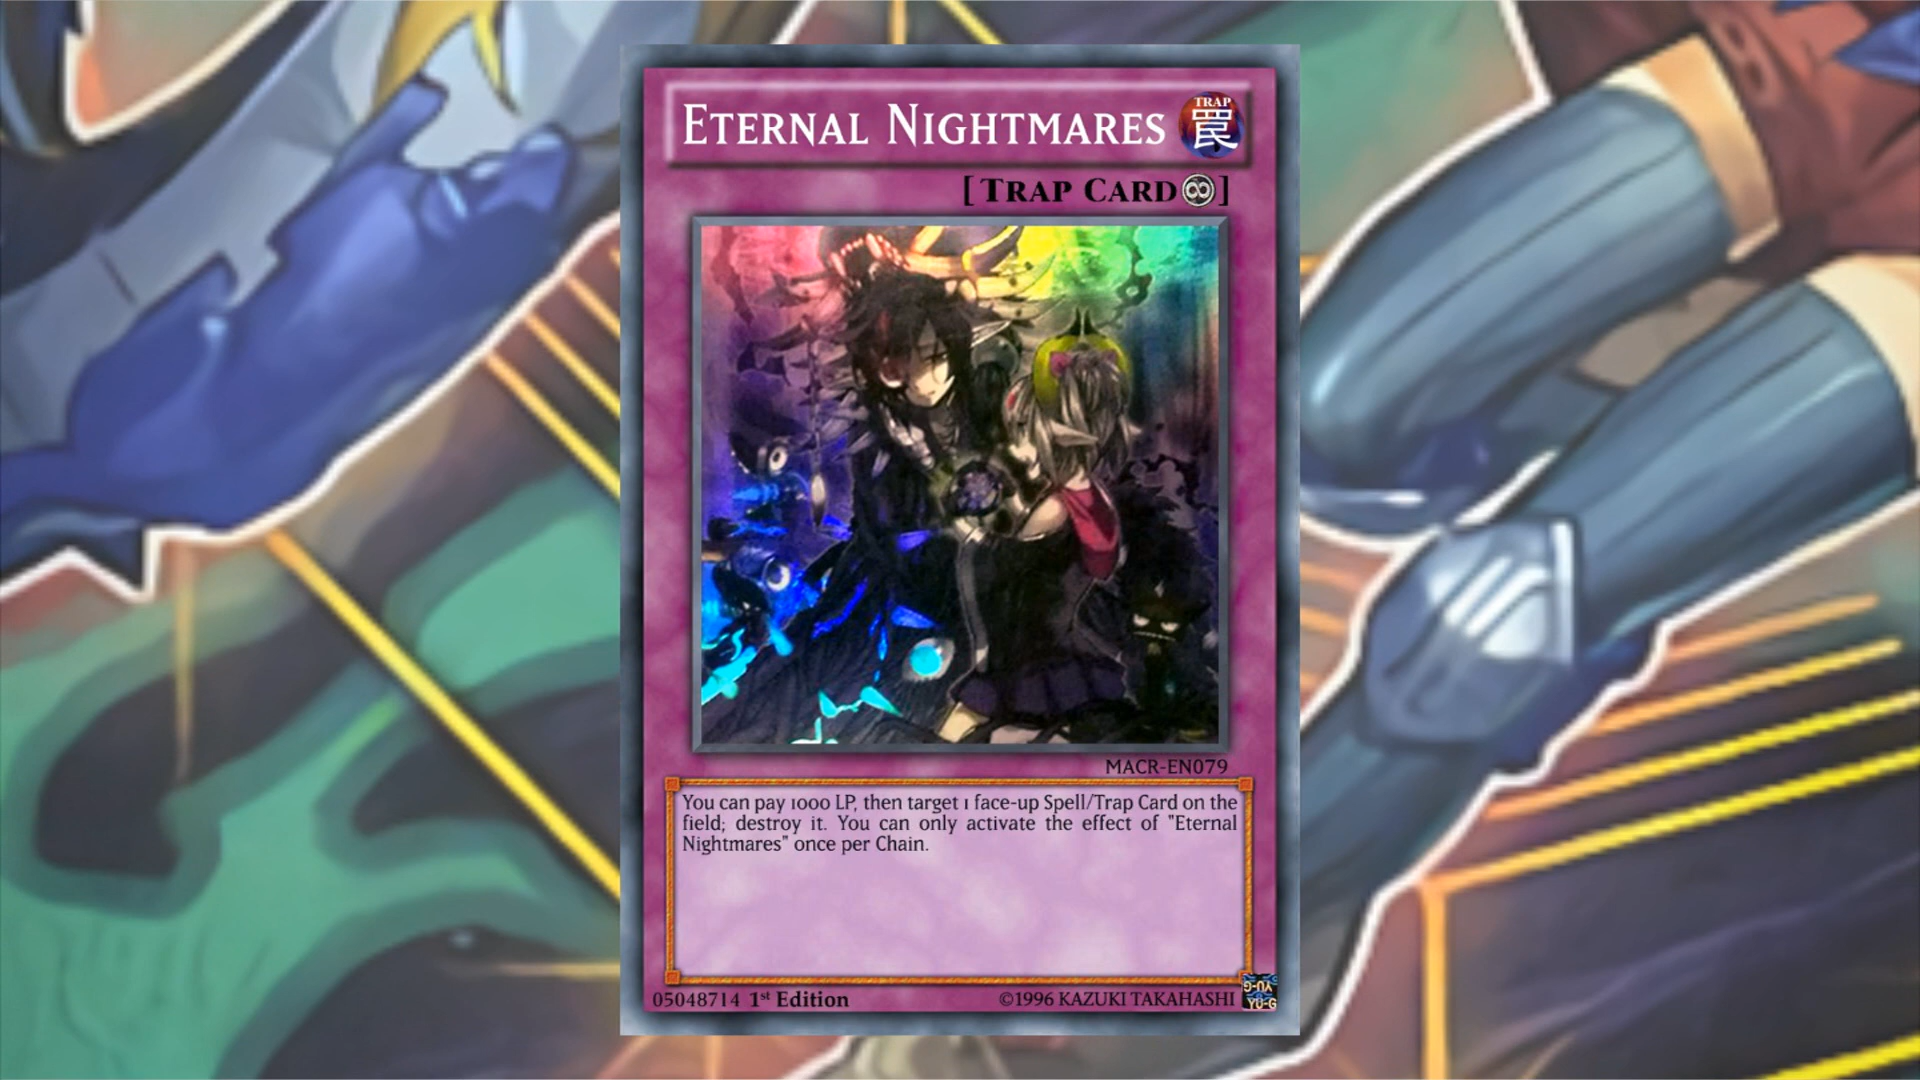 ETERNAL NIGHTMARES
TRAP
罠
[TRAP CARD]
MACR-EN079
You can pay 1000 LP, then target 1 face-up Spell/Trap Card on the
field; destroy it. You can only activate the effect of "Eternal
Nightmares" once per Chain.
05048714 1st Edition
©1996 KAZUKI TAKAHASHI